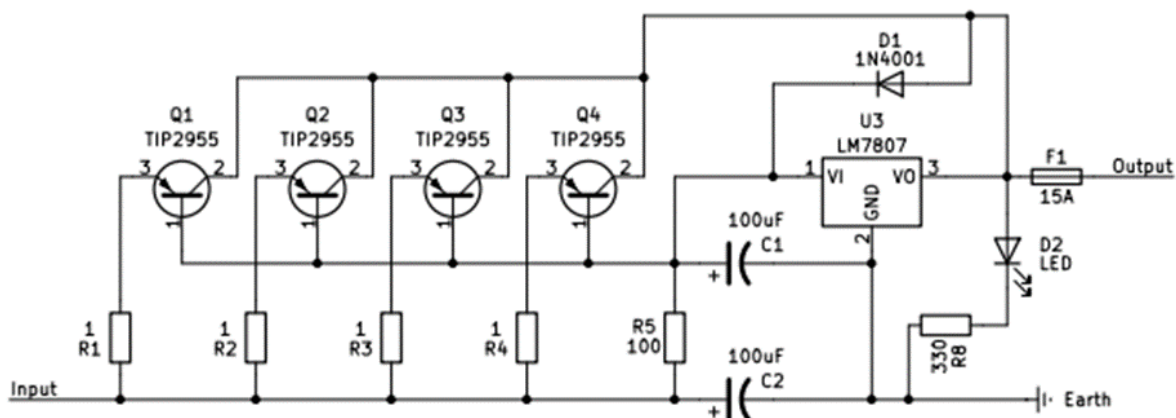 D1
1N4001
Q1
TIP2955
Q2
TIP2955
Q3
TIP2955
Q4
TIP2955
U3
LM7807
3 2
3 2
3 2
3 2
1 VI VO 3
GND
2
F1
15A
Output
1
1
1
1
100uF
C1
+
D2
LED
1
R1
1
R2
1
R3
1
R4
R5
100
100uF
C2
+
330
R8
Input
Earth